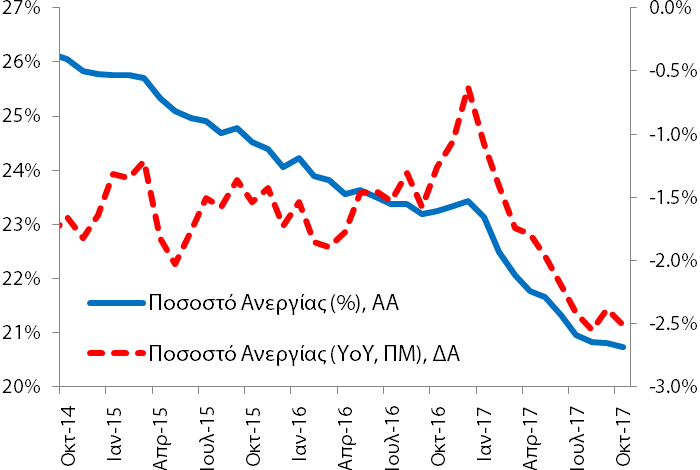 27%
26%
25%
24%
23%
22%
21%
20%
0.0%
-0.5%
-1.0%
-1.5%
-2.0%
-2.5%
-3.0%
Ποσοστό Ανεργίας (%), ΑΑ
Ποσοστό Ανεργίας (YoY, ΠΜ), ΔΑ
Οκτ-14
Ιαν-15
Απρ-15
Ιουλ-15
Οκτ-15
Ιαν-16
Απρ-16
Ιουλ-16
Οκτ-16
Ιαν-17
Απρ-17
Ιουλ-17
Οκτ-17